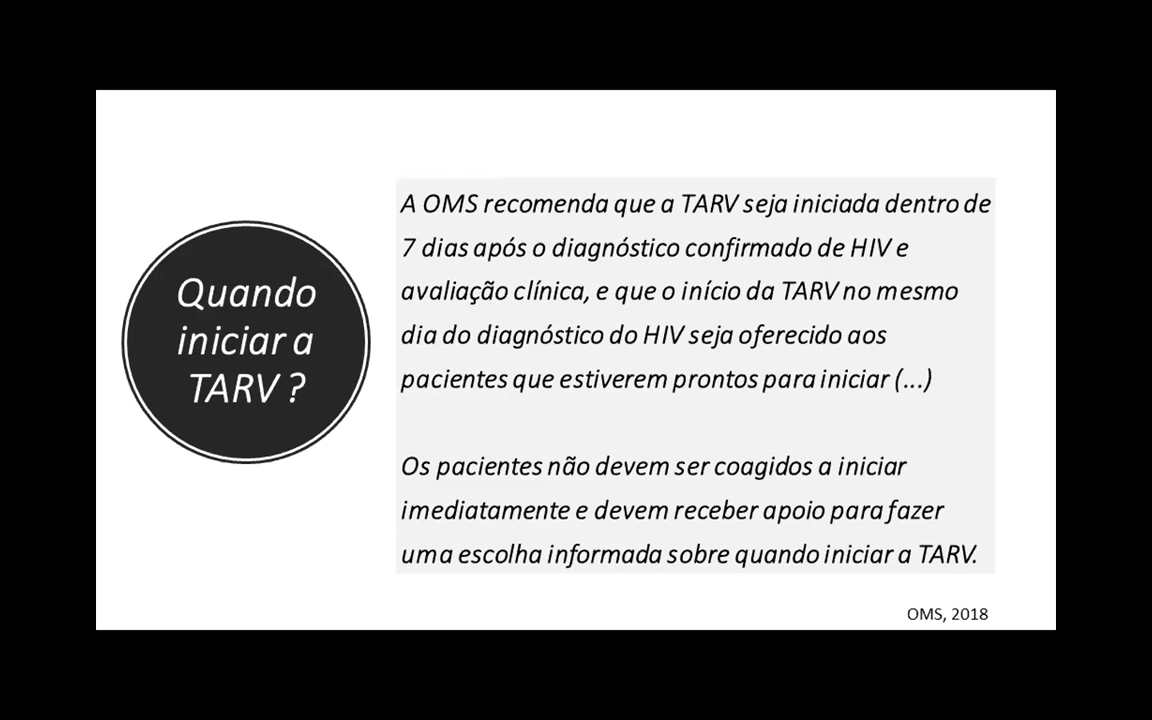 Quando
iniciar a
TARV ?
A OMS recomenda que a TARV seja iniciada dentro de
7 dias após o diagnóstico confirmado de HIV e
avaliação clínica, e que o início da TARV no mesmo
dia do diagnóstico do HIV seja oferecido aos
pacientes que estiverem prontos para iniciar (...)
Os pacientes não devem ser coagidos a iniciar
imediatamente e devem receber apoio para fazer
uma escolha informada sobre quando iniciar a TARV.
OMS, 2018